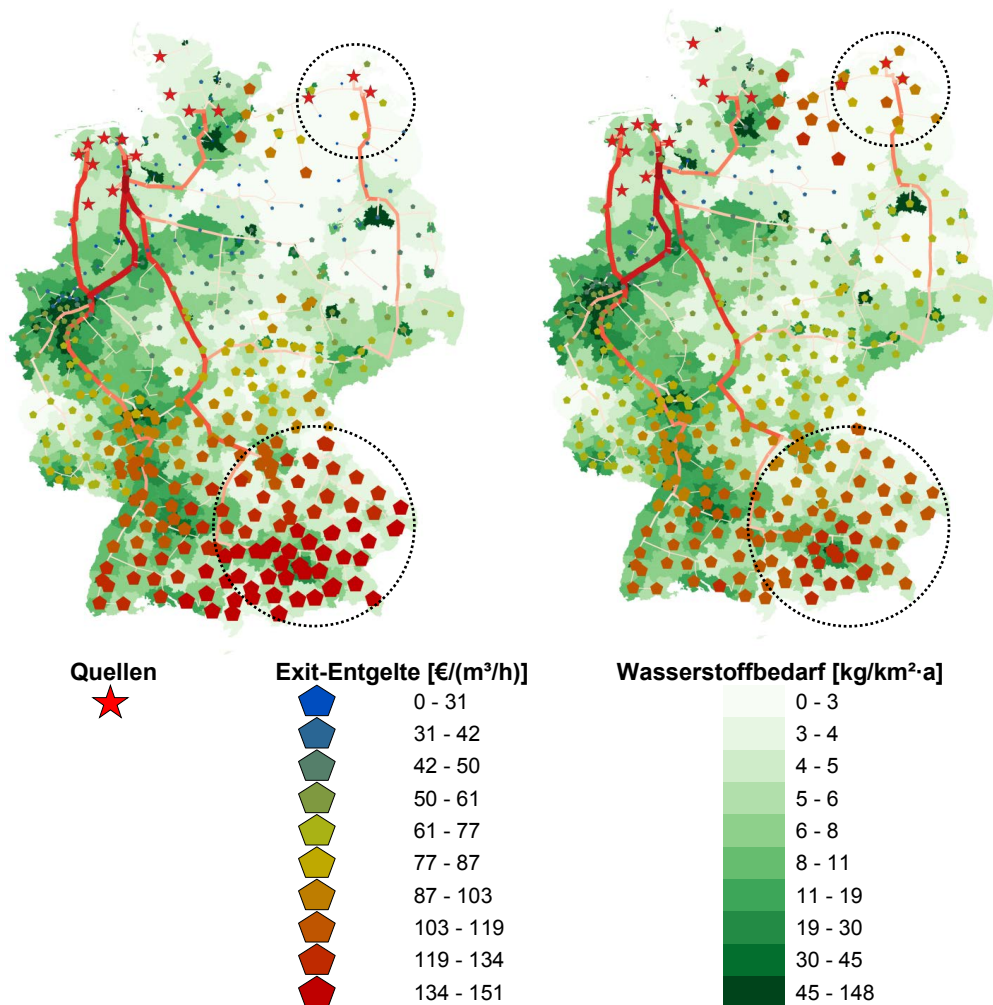 Quellen Exit-Entgelte [€/(m³/h)] Wasserstoffbedarf [kg/km²·a]
0 - 31 0 - 3
31 - 42 3 - 4
42 - 50 4 - 5
50 - 61 5 - 6
61 - 77 6 - 8
77 - 87 8 - 11
87 - 103 11 - 19
103 - 119 19 - 30
119 - 134 30 - 45
134 - 151 45 - 148